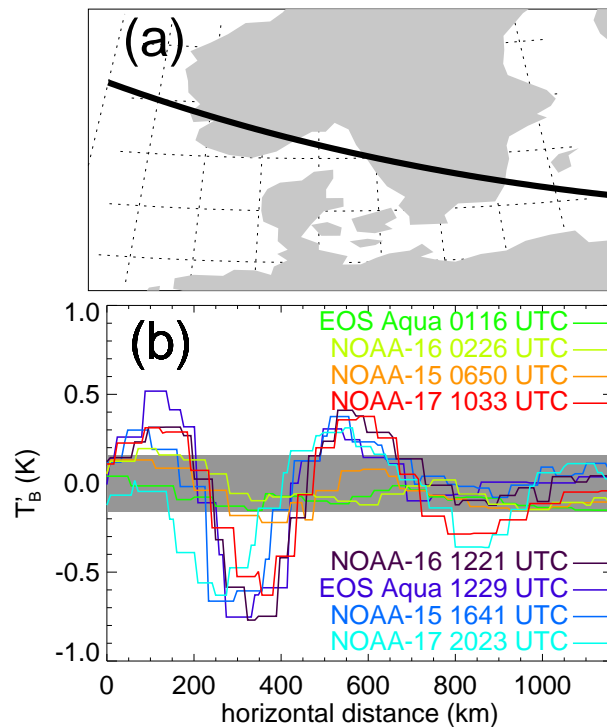 (a)
(b)
1.0
0.5
0.0
-0.5
-1.0
T'B (K)
EOS Aqua 0116 UTC
NOAA-16 0226 UTC
NOAA-15 0650 UTC
NOAA-17 1033 UTC
NOAA-16 1221 UTC
EOS Aqua 1229 UTC
NOAA-15 1641 UTC
NOAA-17 2023 UTC
0 200 400 600 800 1000
horizontal distance (km)